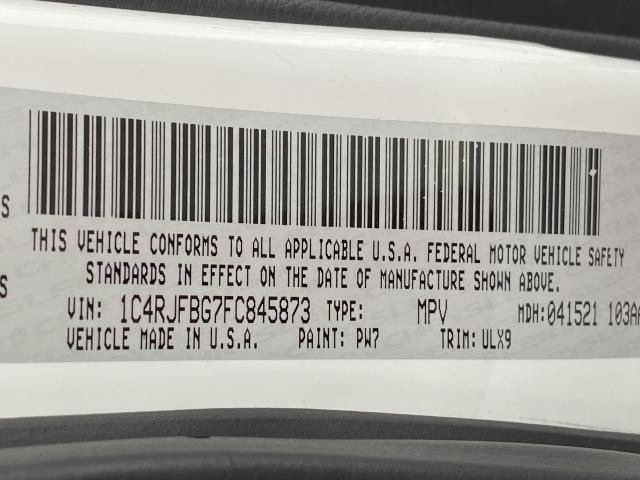 THIS VEHICLE CONFORMS TO ALL APPLICABLE U.S.A. FEDERAL MOTOR VEHICLE SAFETY
S
STANDARDS IN EFFECT ON THE DATE OF MANUFACTURE SHOWN ABOVE.
S
VIN: 1C4RJFBG7FC845873 TYPE: MPV MDH:041521 103AA
VEHICLE MADE IN U.S.A. PAINT: PW7 TRIM: ULX9